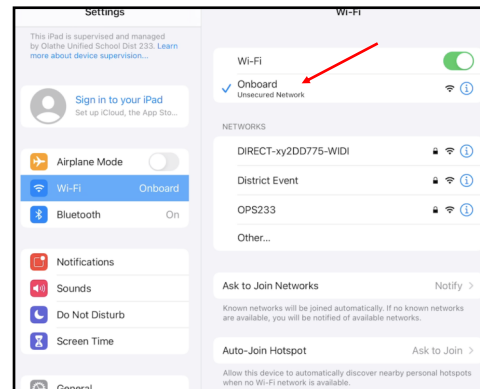 Settings
This iPad is supervised and managed
by Olathe Unified School Dist 233. Learn
more about device supervision...
Sign in to your iPad
Set up iCloud, the App Sto...
Airplane Mode
Wi-Fi Onboard
Bluetooth On
Notifications
Sounds
Do Not Disturb
Screen Time
General
Wi-Fi
Wi-Fi
Onboard
Unsecured Network
NETWORKS
DIRECT-xy2DD775-WIDI
District Event
OPS233
Other...
Ask to Join Networks Notify >
Known networks will be joined automatically. If no known networks
are available, you will be notified of available networks.
Auto-Join Hotspot Ask to Join >
Allow this device to automatically discover nearby personal hotspots
when no Wi-Fi network is available.